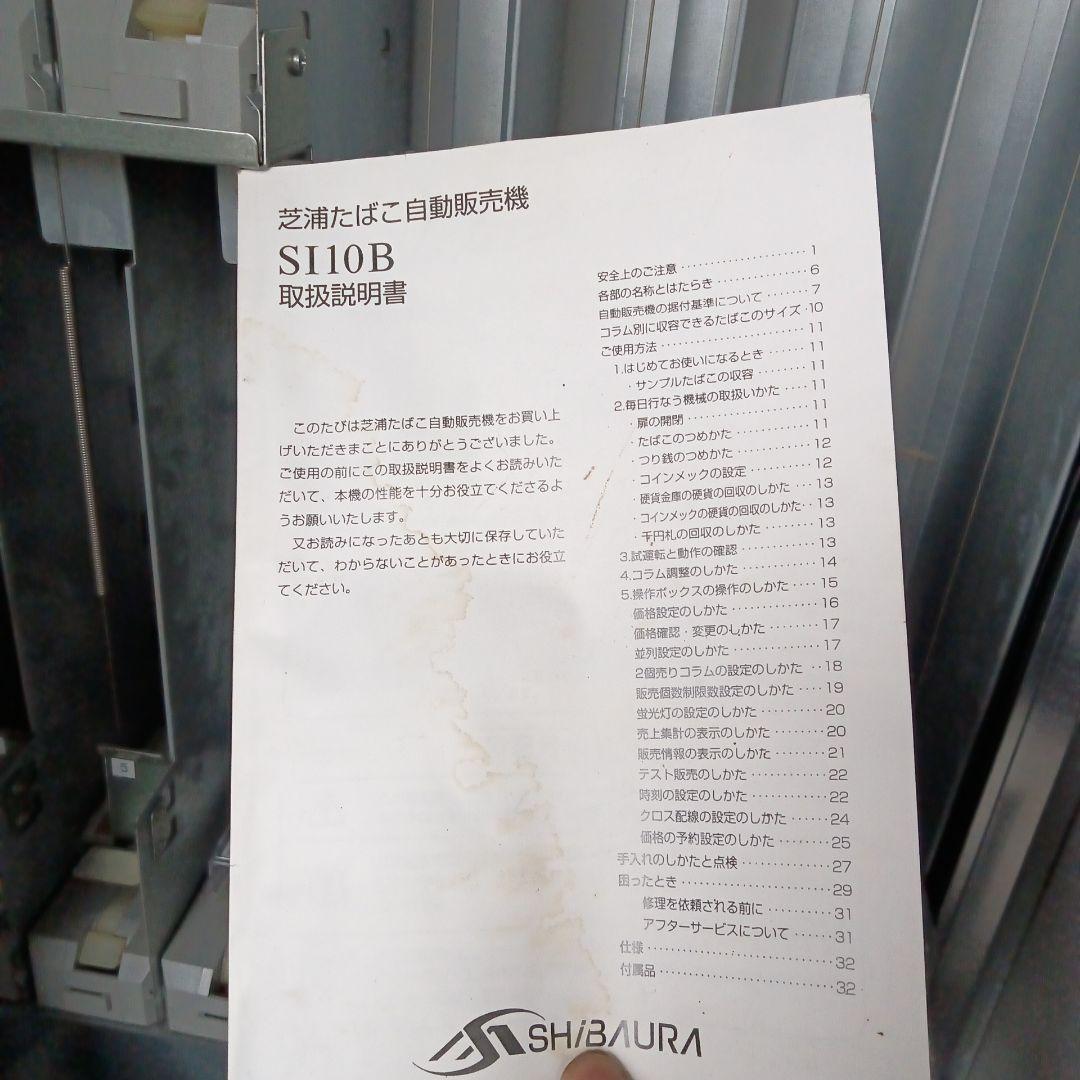 芝浦たばこ自動販売機
SI10B
取扱説明書
このたびは芝浦たばこ自動販売機をお買い上
げいただきまことにありがとうございました。
ご使用の前にこの取扱説明書をよくお読みいた
だいて、本機の性能を十分お役立てくださるよ
うお願いいたします。
又お読みになったあとも大切に保存していた
だいて、わからないことがあったときにお役立
てください。
安全上のご注意 ······················ 1
各部の名称とはたらき ················ 6
自動販売機の据付基準について ······· 7
コラム別に収容できるたばこのサイズ ·10
ご使用方法 ························· 11
1.はじめてお使いになるとき ······ 11
・サンプルたばこの収容 ········ 11
2.毎日行なう機械の取扱いかた ···· 11
・扉の開閉 ····················· 11
・たばこのつめかた ············· 11
・つり銭のつめかた ············· 12
・コインメックの設定 ··········· 12
・硬貨金庫の硬貨の回収のしかた ··· 13
・コインメックの硬貨の回収のしかた ·· 13
・千円札の回収のしかた ········· 13
3.試運転と動作の確認 ············· 13
4.コラム調整のしかた ············· 14
5.操作ボックスの操作のしかた ···· 15
価格設定のしかた ·············· 16
価格確認・変更のしかた ········ 17
並列設定のしかた ·············· 17
2個売りコラムの設定のしかた ·· 18
販売個数制限数設定のしかた ···· 19
蛍光灯の設定のしかた ·········· 20
売上集計の表示のしかた ········ 20
販売情報の表示のしかた ········ 21
テスト販売のしかた ············ 22
時刻の設定のしかた ············ 22
クロス配線の設定のしかた ······ 24
価格の予約設定のしかた ········ 25
手入れのしかたと点検 ·············· 27
困ったとき ························ 29
修理を依頼される前に ·········· 31
アフターサービスについて ······ 31
仕様 ······························ 32
付属品 ···························· 32
SHiBAURA
5